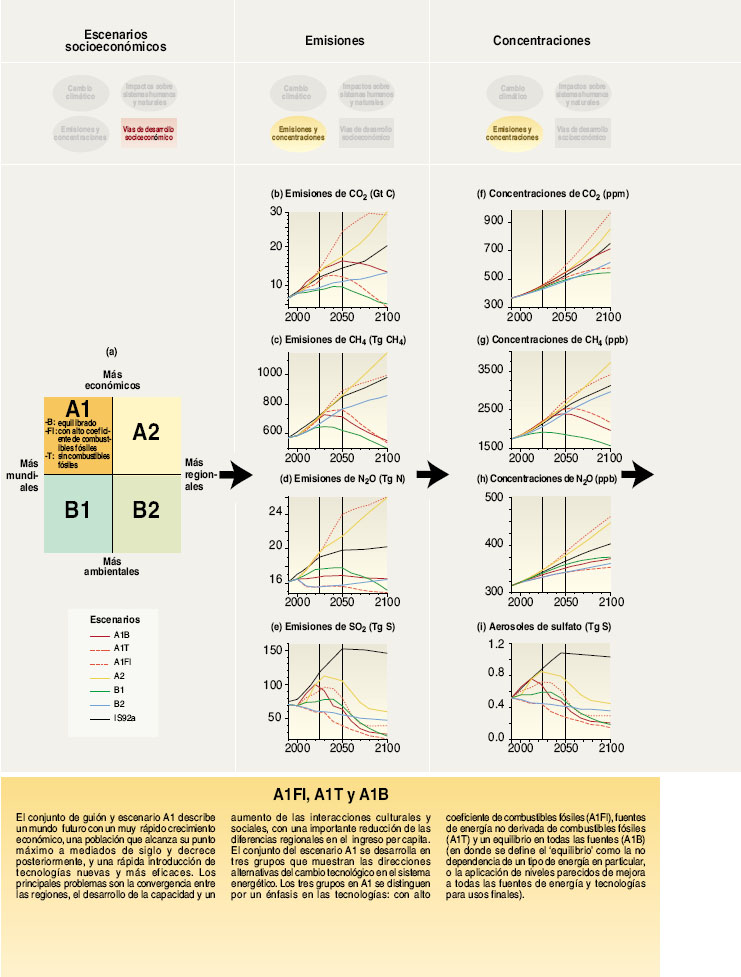 Escenarios
socioeconómicos
Emisiones
Concentraciones
Cambio
climático
Impactos sobre
sistemas humanos
y naturales
Emisiones y
concentraciones
Vías de desarrollo
socioeconómico
Cambio
climático
Impactos sobre
sistemas humanos
y naturales
Emisiones y
concentraciones
Vías de desarrollo
socioeconómico
Cambio
climático
Impactos sobre
sistemas humanos
y naturales
Emisiones y
concentraciones
Vías de desarrollo
socioeconómico
(a)
Más
económicos
A1
-B: equilibrado
-FI: con alto coefici-
ente de combust-
ibles fósiles
-T: sin combustibles
fósiles
A2
Más
mundi-
ales
Más
region-
ales
B1
B2
Más
ambientales
Escenarios
A1B
A1T
A1FI
A2
B1
B2
IS92a
(b) Emisiones de CO2 (Gt C)
30
20
10
2000 2050 2100
(c) Emisiones de CH4 (Tg CH4)
1000
800
600
2000 2050 2100
(d) Emisiones de N2O (Tg N)
24
20
16
2000 2050 2100
(e) Emisiones de SO2 (Tg S)
150
100
50
2000 2050 2100
(f) Concentraciones de CO2 (ppm)
900
700
500
300
2000 2050 2100
(g) Concentraciones de CH4 (ppb)
3500
2500
1500
2000 2050 2100
(h) Concentraciones de N2O (ppb)
500
400
300
2000 2050 2100
(i) Aerosoles de sulfato (Tg S)
1.2
0.8
0.4
0.0
2000 2050 2100
A1FI, A1T y A1B
El conjunto de guión y escenario A1 describe
un mundo futuro con un muy rápido crecimiento
económico, una población que alcanza su punto
máximo a mediados de siglo y decrece
posteriormente, y una rápida introducción de
tecnologías nuevas y más eficaces. Los
principales problemas son la convergencia entre
las regiones, el desarrollo de la capacidad y un
aumento de las interacciones culturales y
sociales, con una importante reducción de las
diferencias regionales en el ingreso per capita.
El conjunto del escenario A1 se desarrolla en
tres grupos que muestran las direcciones
alternativas del cambio tecnológico en el sistema
energético. Los tres grupos en A1 se distinguen
por un énfasis en las tecnologías: con alto
coeficiente de combustibles fósiles (A1FI), fuentes
de energía no derivada de combustibles fósiles
(A1T) y un equilibrio en todas las fuentes (A1B)
(en donde se define el ‘equilibrio’ como la no
dependencia de un tipo de energía en particular,
o la aplicación de niveles parecidos de mejora
a todas las fuentes de energía y tecnologías
para usos finales).